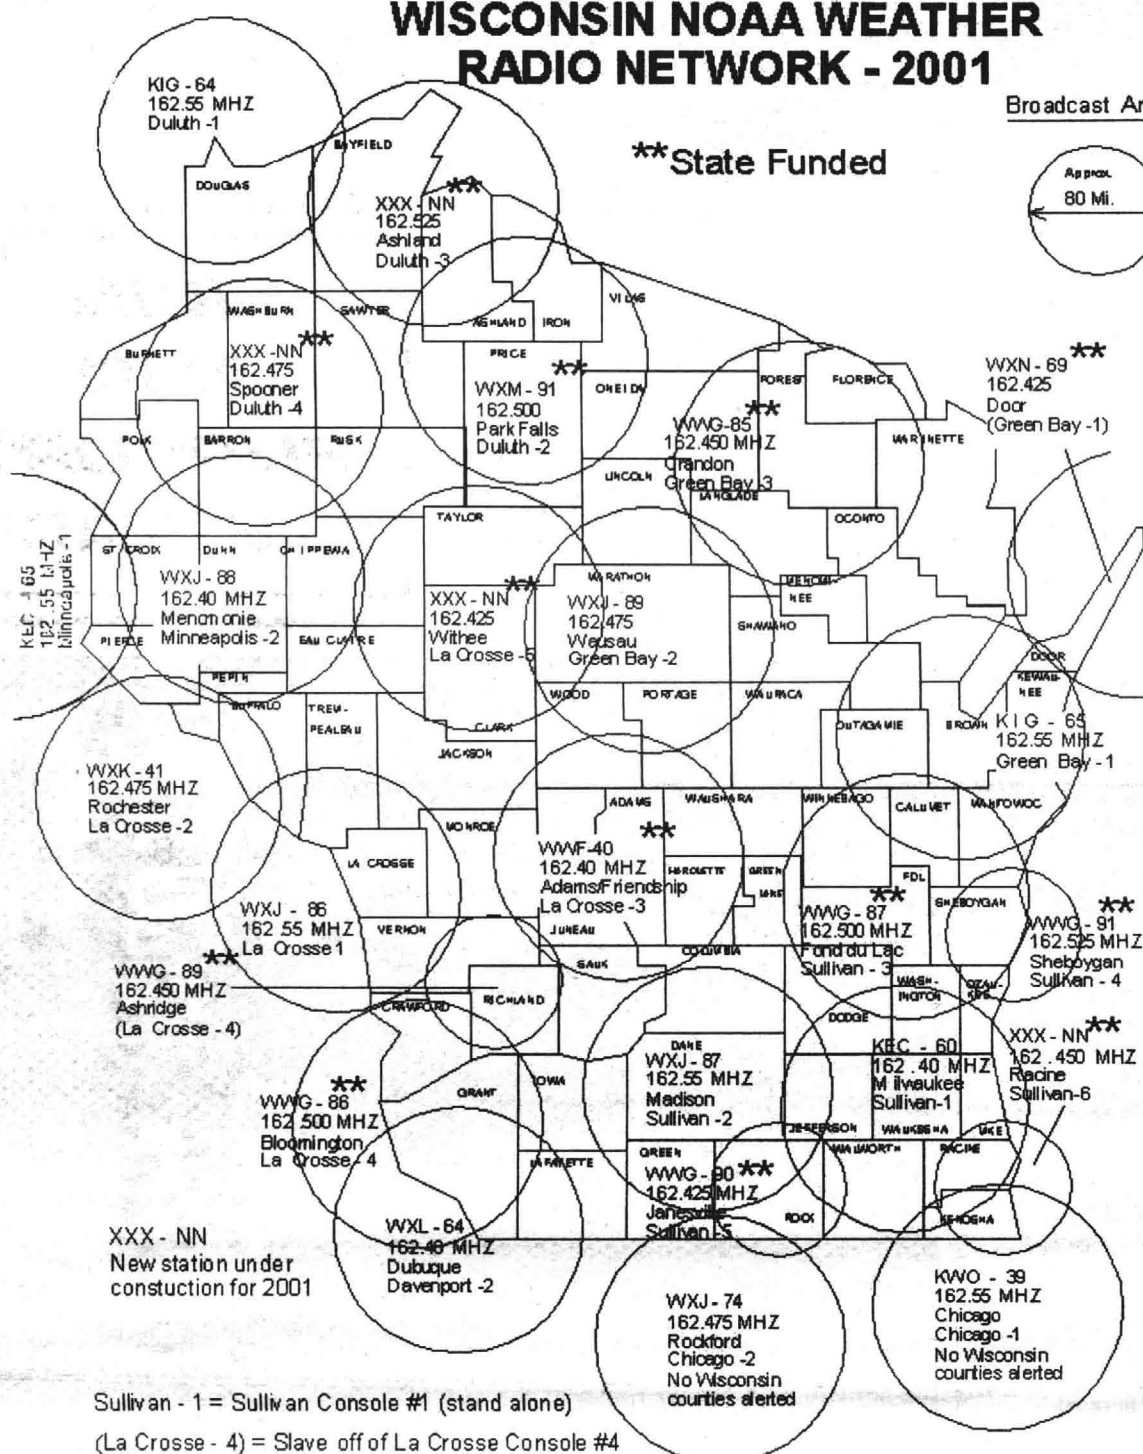 WISCONSIN NOAA WEATHER
RADIO NETWORK - 2001
Broadcast Ar
**State Funded
Approx.
80 Mi.
KIG - 64
162.55 MHZ
Duluth -1
BAYFIELD
DOUGLAS
**
XXX - NN
162.525
Ashland
Duluth -3
VILAS
ASHLAND
IRON
WASHBURN
SAWYER
BURNETT
**
XXX -NN
162.475
Spooner
Duluth -4
PRICE
**
WXM - 91
162.500
Park Falls
Duluth -2
ONEIDA
FOREST
FLORENCE
**
WWG-85
162.450 MHZ
Crandon
Green Bay -3
WXN - 69 **
162.425
Door
(Green Bay -1)
MARINETTE
POLK
BARRON
RUSK
LINCOLN
LANGLADE
TAYLOR
OCONTO
KEC - 65
162.55 MHZ
Minneapolis -1
ST CROIX
DUNN
CHIPPEWA
WXJ - 88
162.40 MHZ
Menomonie
Minneapolis -2
PIERCE
EAU CLAIRE
PEPIN
**
XXX - NN
162.425
Withee
La Crosse -5
MARATHON
WXJ - 89
162.475
Wausau
Green Bay -2
MENOMI-
NEE
SHAWANO
DOOR
KEWAU-
NEE
BUFFALO
TREM-
PEALEAU
CLARK
JACKSON
WOOD
PORTAGE
WAUPACA
OUTAGAMIE
BROWN
KIG - 65
162.55 MHZ
Green Bay -1
WXK - 41
162.475 MHZ
Rochester
La Crosse -2
MONROE
LA CROSSE
ADAMS
WAUSHARA
WINNEBAGO
CALUMET
MANITOWOC
**
WWF-40
162.40 MHZ
Adams/Friendship
La Crosse -3
MARQUETTE
GREEN
LAKE
FDL
SHEBOYGAN
**
WWG - 87
162.500 MHZ
Fond du Lac
Sullivan - 3
**
WWG - 91
162.525 MHZ
Sheboygan
Sullivan - 4
WXJ - 86
162 55 MHZ
La Crosse 1
VERNON
JUNEAU
SAUK
COLUMBIA
**
WWG - 89
162.450 MHZ
Ashridge
(La Crosse - 4)
CRAWFORD
RICHLAND
DODGE
WASH-
INGTON
OZAU-
KEE
**
XXX - NN
162 .450 MHZ
Racine
Sullivan-6
DANE
WXJ - 87
162.55 MHZ
Madison
Sullivan -2
KEC - 60
162 .40 MHZ
Milwaukee
Sullivan-1
JEFFERSON
WAUKESHA
MKE
**
WWG - 86
162 .500 MHZ
Bloomington
La Crosse - 4
GRANT
IOWA
LAFAYETTE
GREEN
WWG - 90 **
162.425 MHZ
Janesville
Sullivan -5
ROCK
WALWORTH
RACINE
KENOSHA
XXX - NN
New station under
constuction for 2001
WXL - 64
162.40 MHZ
Dubuque
Davenport -2
WXJ - 74
162.475 MHZ
Rockford
Chicago -2
No Wisconsin
counties alerted
KWO - 39
162.55 MHZ
Chicago
Chicago -1
No Wisconsin
counties alerted
Sullivan - 1 = Sullivan Console #1 (stand alone)
(La Crosse - 4) = Slave off of La Crosse Console #4